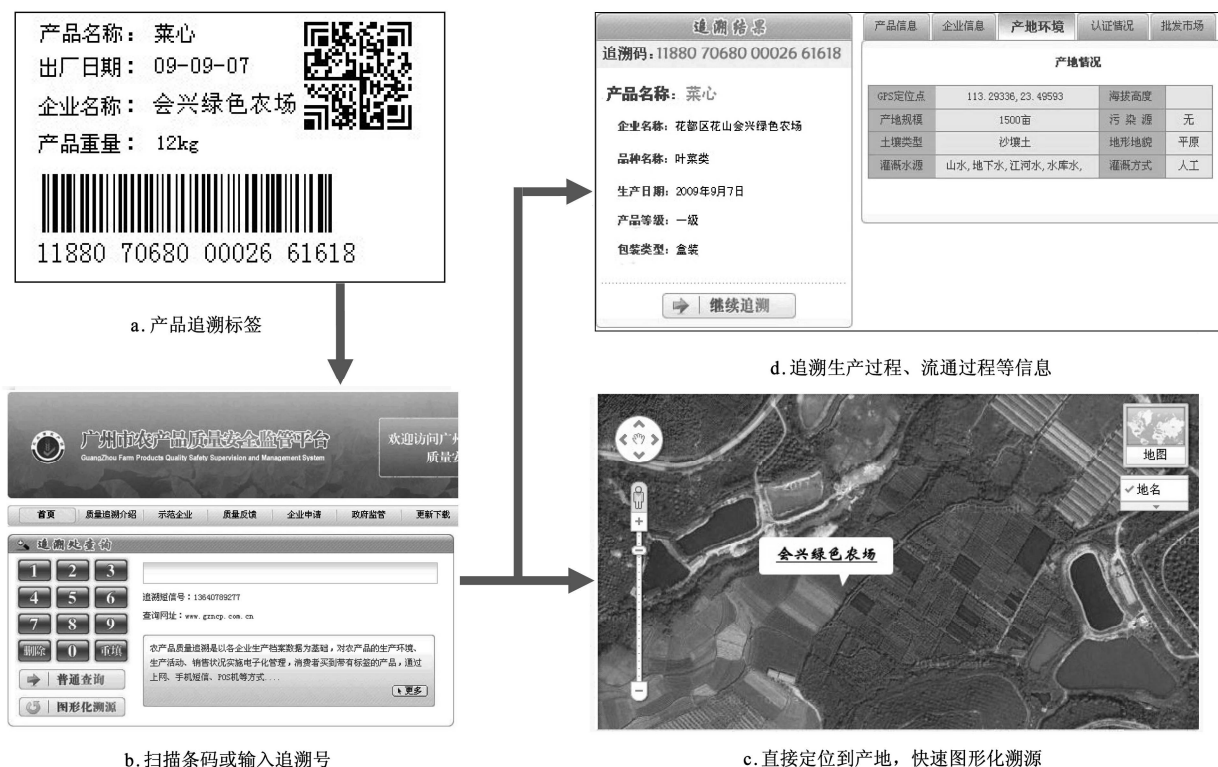 产品名称： 菜心
出厂日期： 09-09-07
企业名称： 会兴绿色农场
产品重量： 12kg
11880 70680 00026 61618
a.产品追溯标签
广州市农产品质量安全监管平台
GuangZhou Farm Products Quality Safety Supervision and Management System
欢迎访问广州
质量安
首页 质量追溯介绍 示范企业 质量反馈 企业申请 政府监管 更新下载
追溯处查询
1 2 3
4 5 6
7 8 9
删除 0 重填
追溯短信号：13640789277
查询网址：www.gzncp.com.cn
农产品质量追溯是以各企业生产档案数据为基础，对农产品的生产环境、
生产活动、销售状况实施电子化管理，消费者买到带有标签的产品，通过
上网、手机短信、POS机等方式....
更多
普通查询
图形化溯源
b.扫描条码或输入追溯号
追溯结果
追溯码:11880 70680 00026 61618
产品名称：菜心
企业名称：花都区花山会兴绿色农场
品种名称：叶菜类
生产日期：2009年9月7日
产品等级：一级
包装类型：盒装
继续追溯
产品信息 企业信息 产地环境 认证情况 批发市场
产地情况
GPS定位点 113.29336,23.49593 海拔高度
产地规模 1500亩 污染源 无
土壤类型 沙壤土 地形地貌 平原
灌溉水源 山水,地下水,江河水,水库水, 灌溉方式 人工
d.追溯生产过程、流通过程等信息
地图
地名
会兴绿色农场
c.直接定位到产地，快速图形化溯源